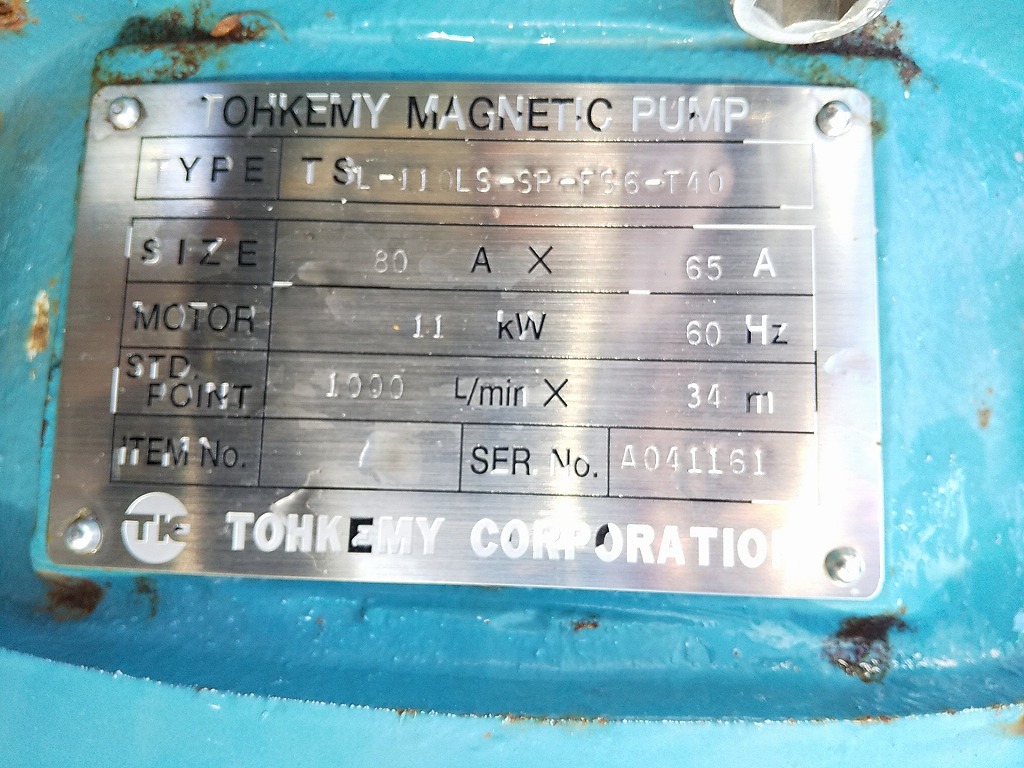 TOHKEMY MAGNETIC PUMP
TYPE TSL-110LS-SP-FS6-T40
SIZE 80 A × 65 A
MOTOR 11 kW 60 Hz
STD. POINT 1000 L/min × 34 m
ITEM No. / SER. No. A041161
TK TOHKEMY CORPORATION